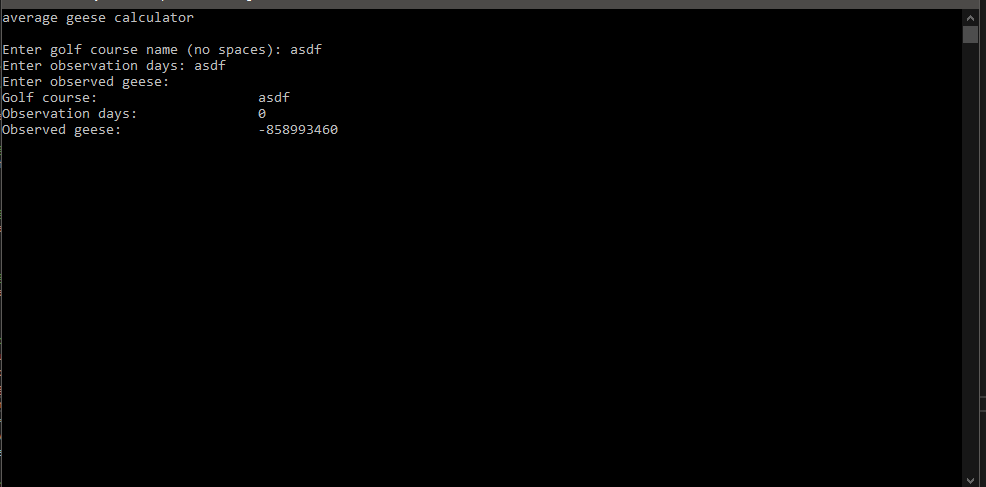 average geese calculator
Enter golf course name (no spaces): asdf
Enter observation days: asdf
Enter observed geese:
Golf course: asdf
Observation days: 0
Observed geese: -858993460